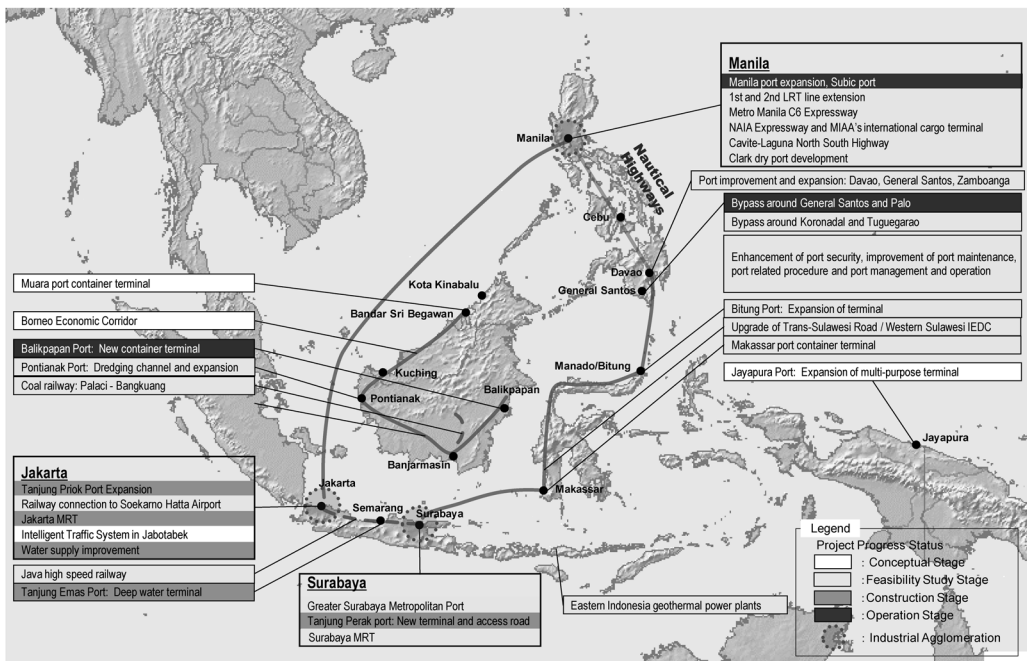 Manila
Manila port expansion, Subic port
1st and 2nd LRT line extension
Metro Manila C6 Expressway
NAIA Expressway and MIAA's international cargo terminal
Cavite-Laguna North South Highway
Clark dry port development
Manila
Nautical
Highways
Port improvement and expansion: Davao, General Santos, Zamboanga
Bypass around General Santos and Palo
Bypass around Koronadal and Tuguegarao
Cebu
Enhancement of port security, improvement of port maintenance,
port related procedure and port management and operation
Davao
General Santos
Muara port container terminal
Kota Kinabalu
Bandar Sri Begawan
Borneo Economic Corridor
Balikpapan Port: New container terminal
Pontianak Port: Dredging channel and expansion
Coal railway: Palaci - Bangkuang
Bitung Port: Expansion of terminal
Upgrade of Trans-Sulawesi Road / Western Sulawesi IEDC
Makassar port container terminal
Manado/Bitung
Jayapura Port: Expansion of multi-purpose terminal
Kuching
Balikpapan
Pontianak
Jayapura
Banjarmasin
Jakarta
Tanjung Priok Port Expansion
Railway connection to Soekarno Hatta Airport
Jakarta MRT
Intelligent Traffic System in Jabotabek
Water supply improvement
Jakarta
Makassar
Semarang
Surabaya
Java high speed railway
Tanjung Emas Port: Deep water terminal
Surabaya
Greater Surabaya Metropolitan Port
Tanjung Perak port: New terminal and access road
Surabaya MRT
Eastern Indonesia geothermal power plants
Legend
Project Progress Status
: Conceptual Stage
: Feasibility Study Stage
: Construction Stage
: Operation Stage
: Industrial Agglomeration